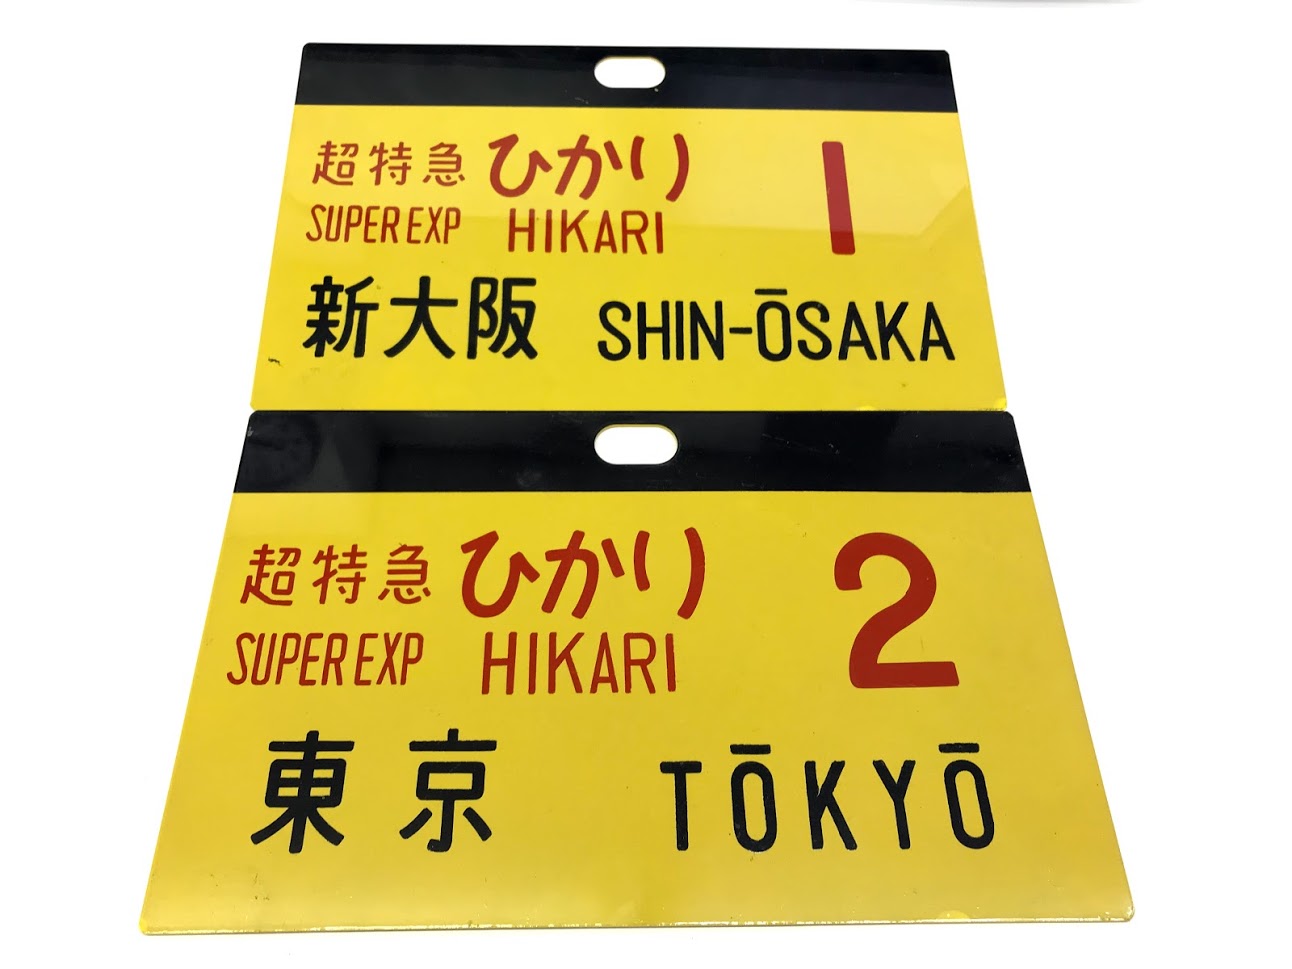 超特急 ひかり 1
SUPER EXP HIKARI
新大阪 SHIN-ŌSAKA
超特急 ひかり 2
SUPER EXP HIKARI
東京 TŌKYŌ